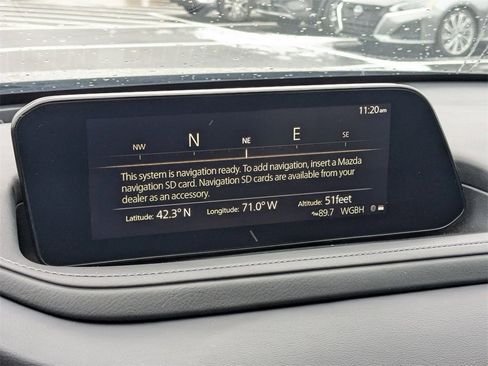 11:20am
NW N NE E SE
This system is navigation ready. To add navigation, insert a Mazda
navigation SD card. Navigation SD cards are available from your
dealer as an accessory.
Latitude: 42.3° N Longitude: 71.0° W Altitude: 51feet
89.7 WGBH